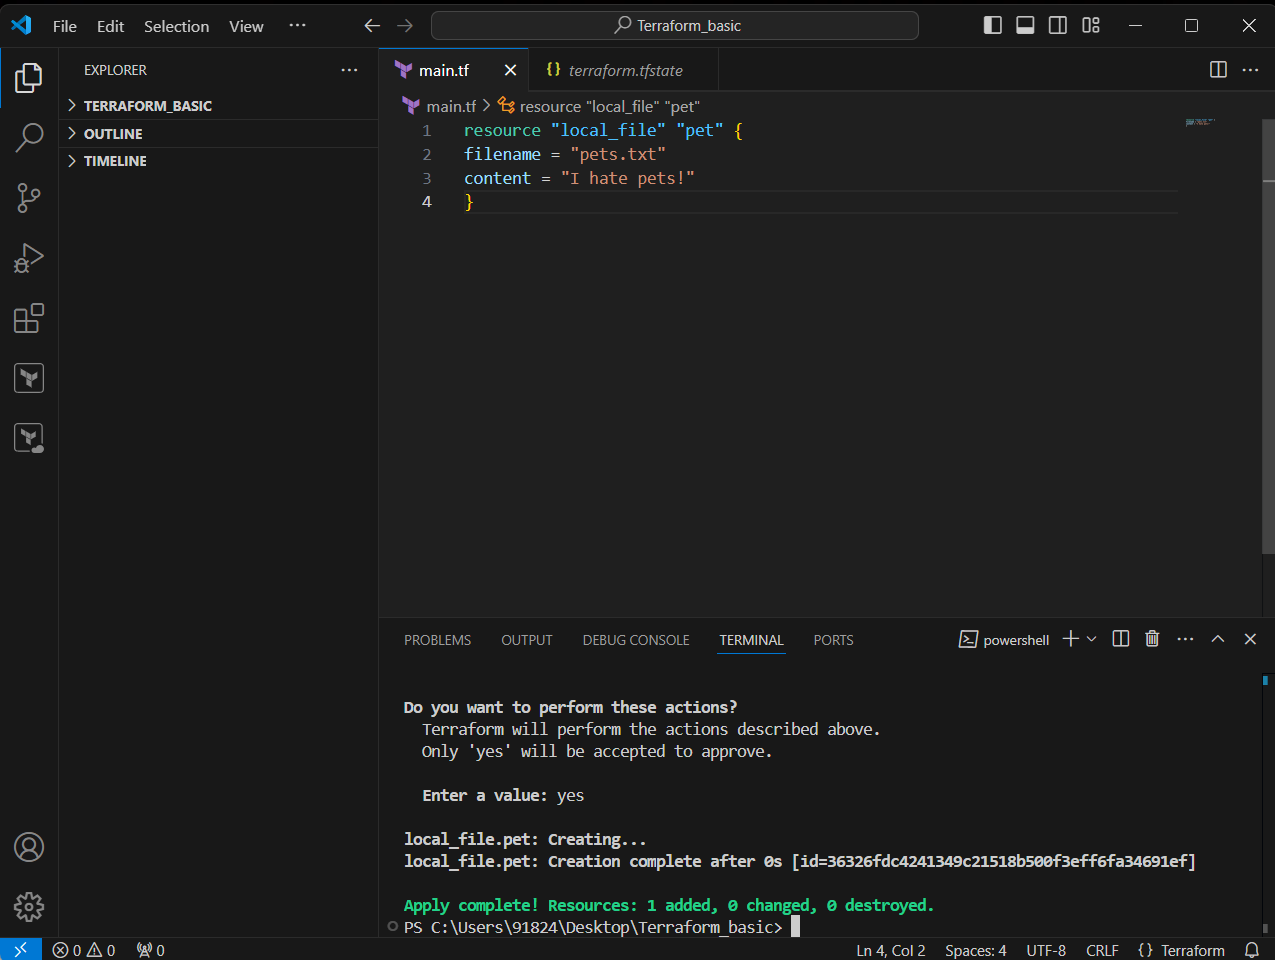 File Edit Selection View ··· Terraform_basic
EXPLORER ···
TERRAFORM_BASIC
OUTLINE
TIMELINE
main.tf {} terraform.tfstate
main.tf > resource "local_file" "pet"
1 resource "local_file" "pet" {
2 filename = "pets.txt"
3 content = "I hate pets!"
4 }
PROBLEMS OUTPUT DEBUG CONSOLE TERMINAL PORTS powershell
Do you want to perform these actions?
Terraform will perform the actions described above.
Only 'yes' will be accepted to approve.
Enter a value: yes
local_file.pet: Creating...
local_file.pet: Creation complete after 0s [id=36326fdc4241349c21518b500f3eff6fa34691ef]
Apply complete! Resources: 1 added, 0 changed, 0 destroyed.
PS C:\Users\91824\Desktop\Terraform_basic>
0 0 0 Ln 4, Col 2 Spaces: 4 UTF-8 CRLF {} Terraform